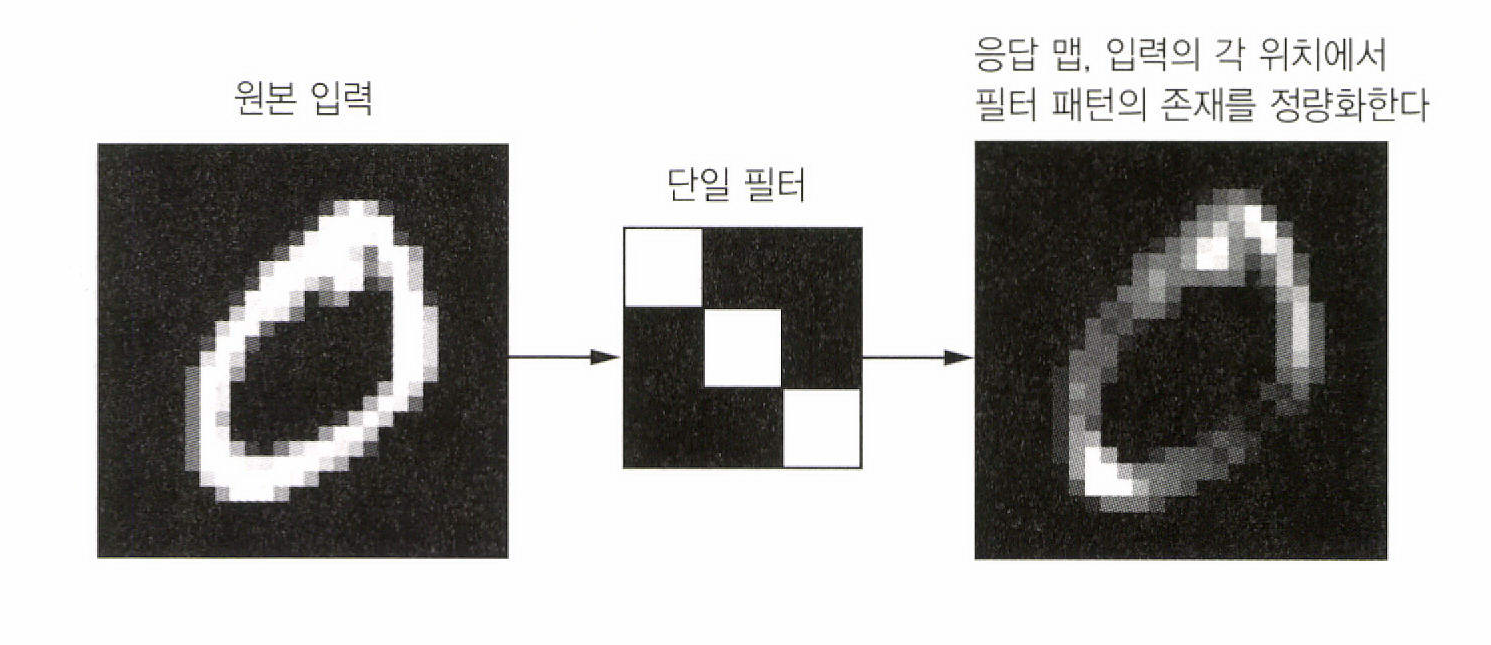 원본 입력
단일 필터
응답 맵, 입력의 각 위치에서
필터 패턴의 존재를 정량화한다